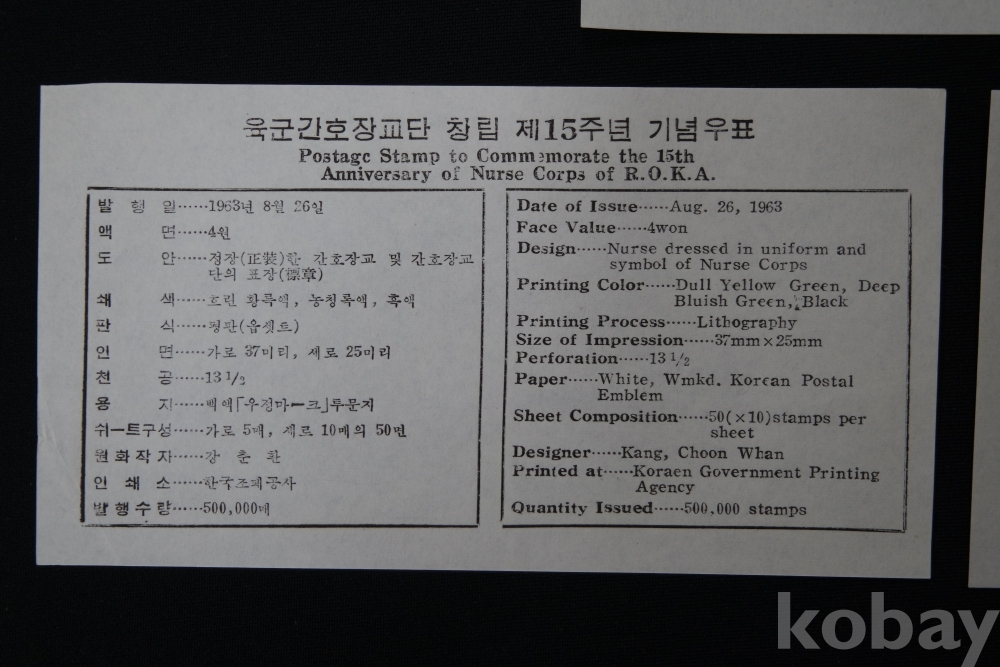 육군간호장교단 창립 제15주년 기념우표
Postage Stamp to Commemorate the 15th
Anniversary of Nurse Corps of R.O.K.A.
발 행 일……1963년 8월 26일
액 면……4원
도 안……정장(正裝)한 간호장교 및 간호장교
단의 표장(標章)
쇄 색……흐린 황록색, 농청록색, 흑색
판 식……평판(옵셋트)
인 면……가로 37미리, 세로 25미리
천 공……13 1/2
용 지……백색「우정마ー크」투문지
쉬ー트구성……가로 5매, 세로 10매의 50면
원화작자……강 춘 환
인 쇄 소……한국조폐공사
발행수량……500,000매
Date of Issue……Aug. 26, 1963
Face Value……4won
Design……Nurse dressed in uniform and
symbol of Nurse Corps
Printing Color……Dull Yellow Green, Deep
Bluish Green, Black
Printing Process……Lithography
Size of Impression……37mm×25mm
Perforation……13 1/2
Paper……White, Wmkd. Korean Postal
Emblem
Sheet Composition……50(×10)stamps per
sheet
Designer……Kang, Choon Whan
Printed at……Koraen Government Printing
Agency
Quantity Issued……500,000 stamps
kobay